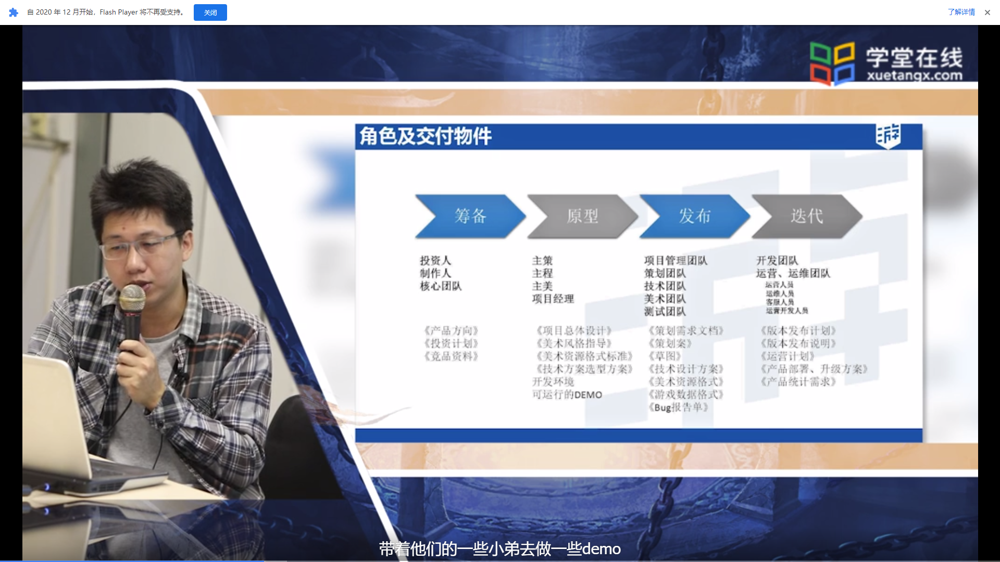 自 2020 年 12 月开始，Flash Player 将不再受支持。
关闭
了解详情
学堂在线
xuetangx.com
角色及交付物件
游
筹备
原型
发布
迭代
投资人
制作人
核心团队
《产品方向》
《投资计划》
《竞品资料》
主策
主程
主美
项目经理
《项目总体设计》
《美术风格指导》
《美术资源格式标准》
《技术方案选型方案》
开发环境
可运行的DEMO
项目管理团队
策划团队
技术团队
美术团队
测试团队
《策划需求文档》
《策划案》
《草图》
《技术设计方案》
《美术资源格式》
《游戏数据格式》
《Bug报告单》
开发团队
运营、运维团队
运营人员
运维人员
客服人员
运营开发人员
《版本发布计划》
《版本发布说明》
《运营计划》
《产品部署、升级方案》
《产品统计需求》
带着他们的一些小弟去做一些demo